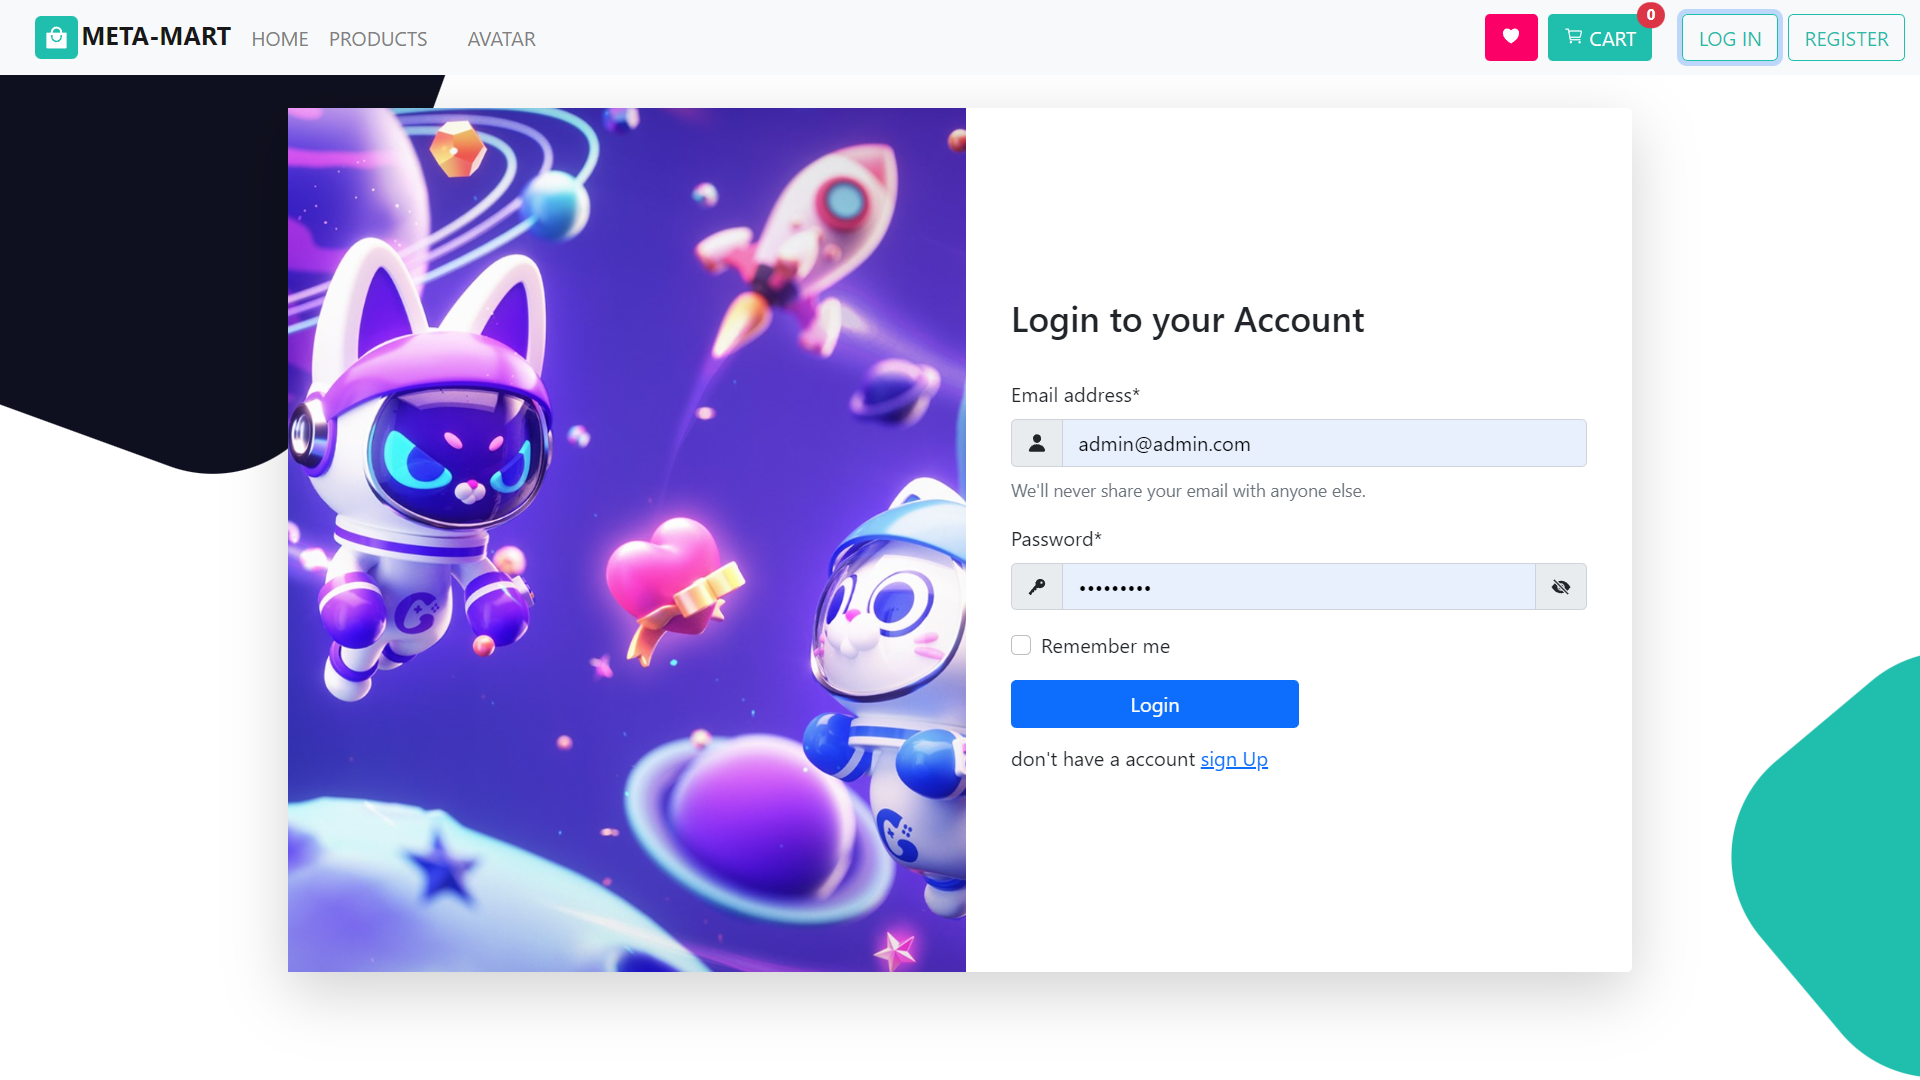 META-MART HOME PRODUCTS AVATAR CART 0 LOG IN REGISTER
Login to your Account
Email address*
admin@admin.com
We'll never share your email with anyone else.
Password*
•••••••••
Remember me
Login
don't have a account sign Up